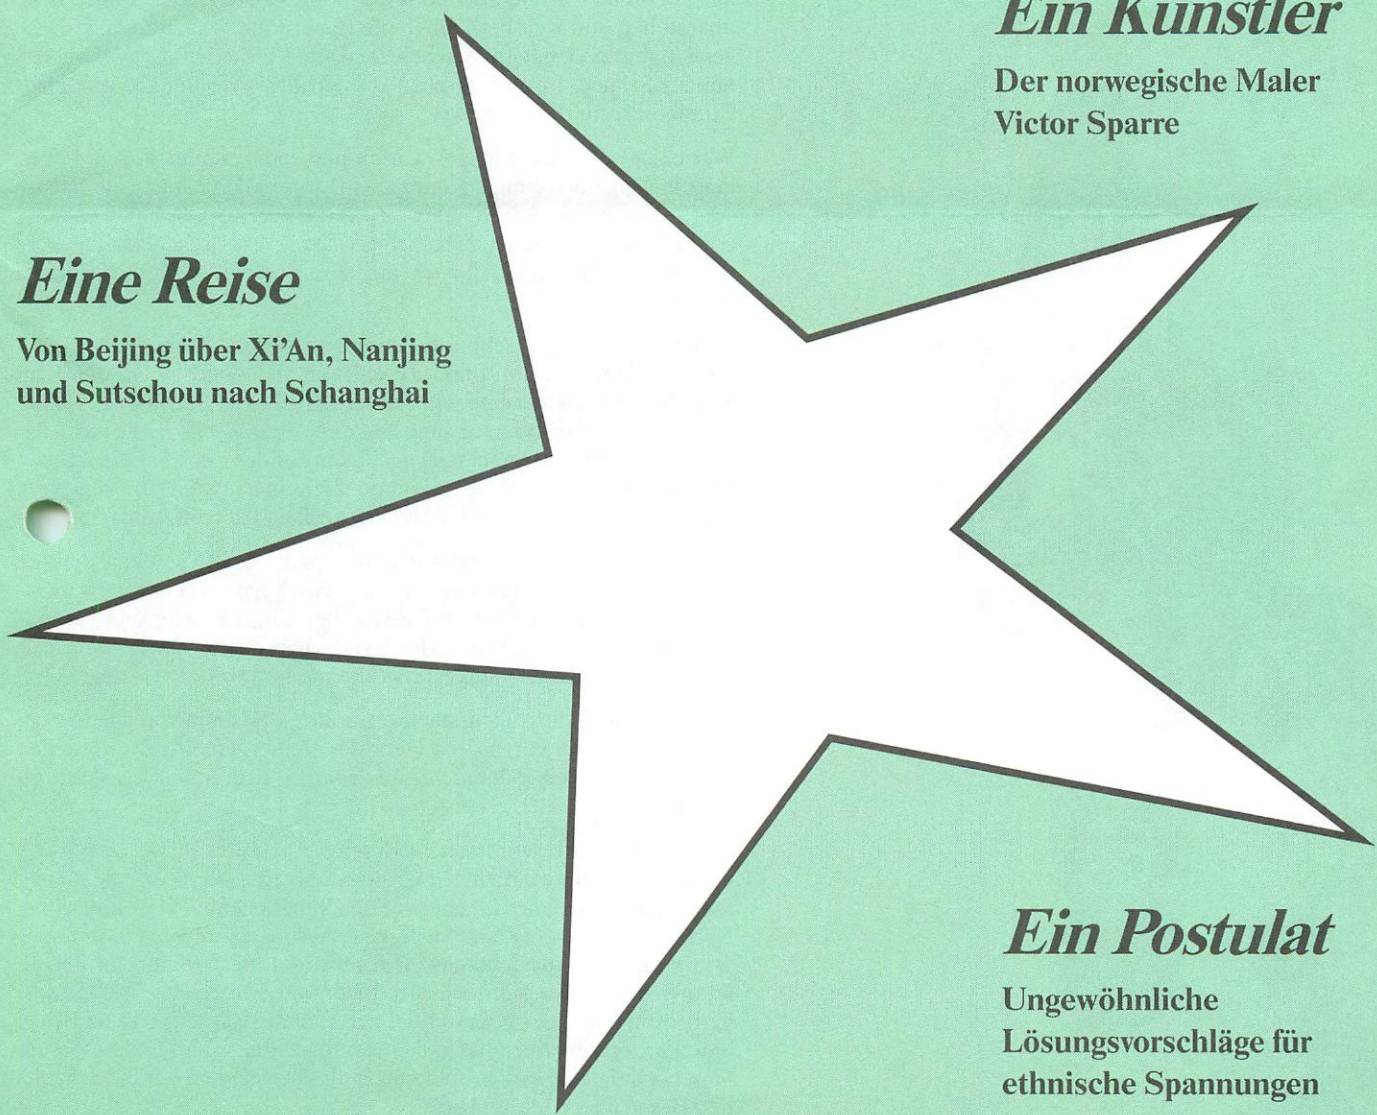 Ein Künstler
Der norwegische Maler
Victor Sparre
Eine Reise
Von Beijing über Xi'An, Nanjing
und Sutschou nach Schanghai
Ein Postulat
Ungewöhnliche
Lösungsvorschläge für
ethnische Spannungen